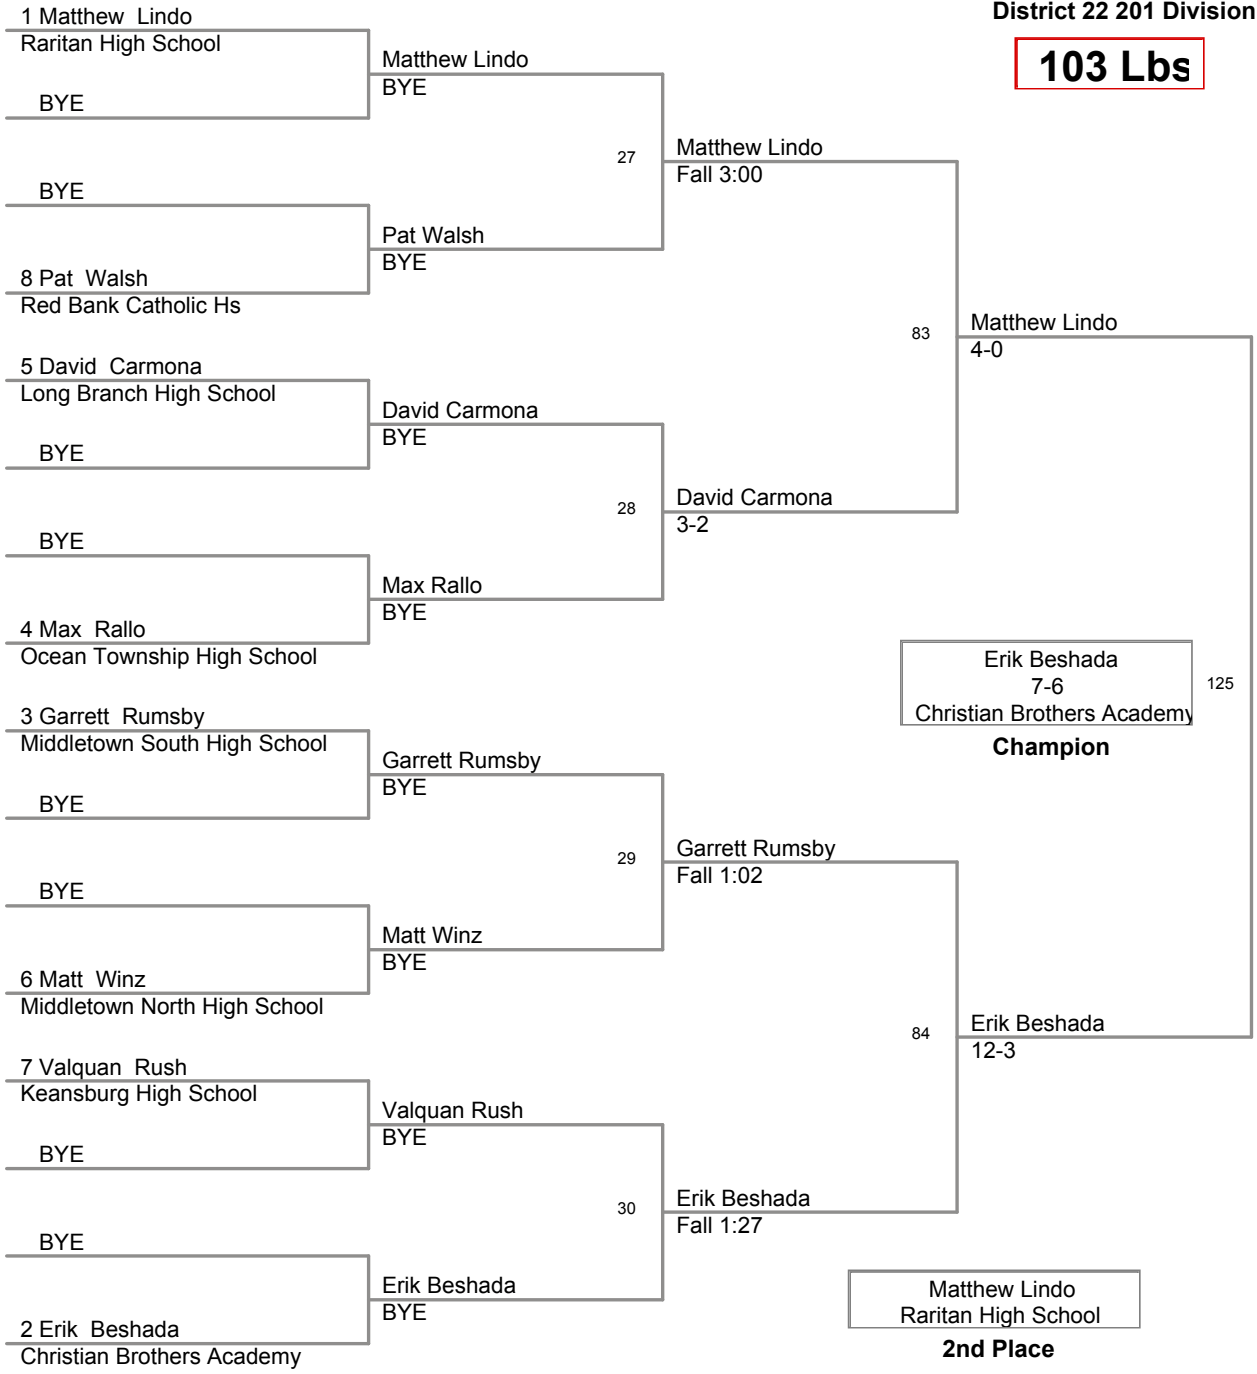 District 22 201 Division
103 Lbs
1 Matthew Lindo
Raritan High School
BYE
BYE
8 Pat Walsh
Red Bank Catholic Hs
5 David Carmona
Long Branch High School
BYE
BYE
4 Max Rallo
Ocean Township High School
3 Garrett Rumsby
Middletown South High School
BYE
BYE
6 Matt Winz
Middletown North High School
7 Valquan Rush
Keansburg High School
BYE
BYE
2 Erik Beshada
Christian Brothers Academy
Matthew Lindo
BYE
27
Pat Walsh
BYE
David Carmona
BYE
28
Max Rallo
BYE
Garrett Rumsby
BYE
29
Matt Winz
BYE
Valquan Rush
BYE
30
Erik Beshada
BYE
Matthew Lindo
Fall 3:00
83
David Carmona
3-2
Garrett Rumsby
Fall 1:02
84
Erik Beshada
Fall 1:27
Matthew Lindo
4-0
125
Erik Beshada
12-3
Erik Beshada
7-6
Christian Brothers Academy
Champion
Matthew Lindo
Raritan High School
2nd Place